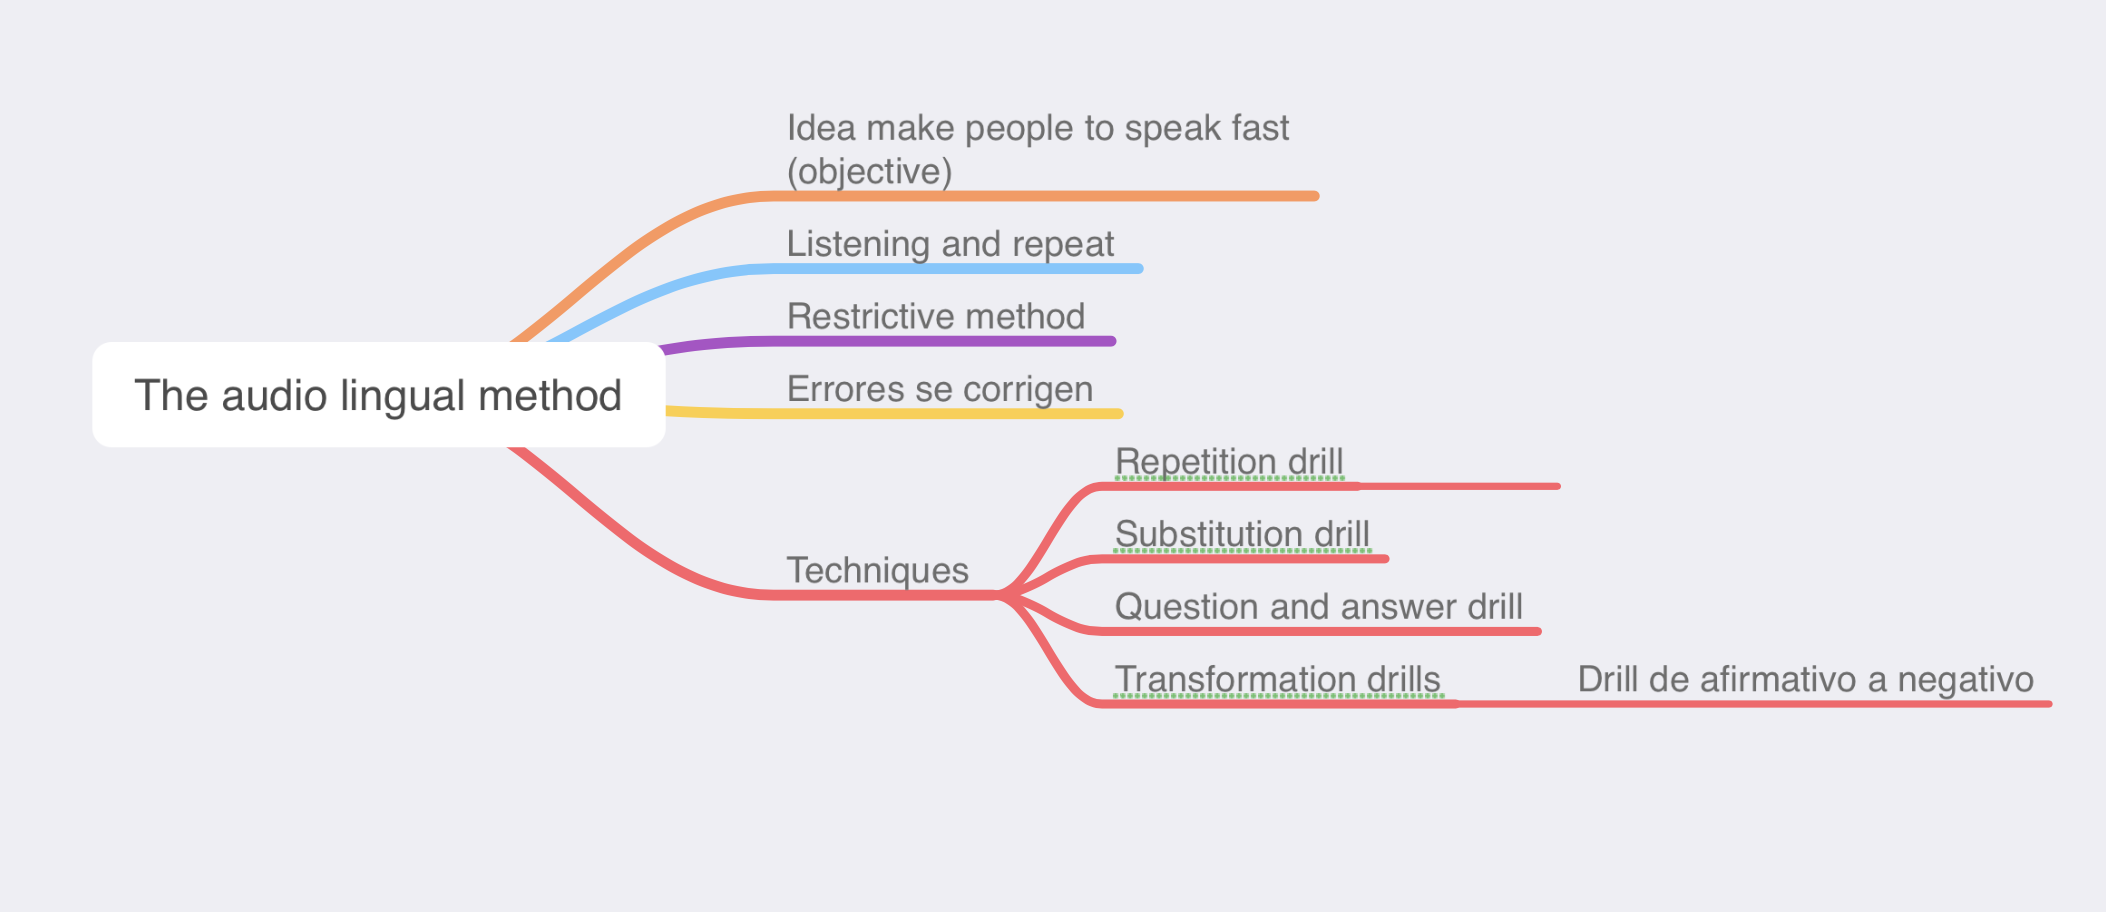 Idea make people to speak fast
(objective)
Listening and repeat
Restrictive method
The audio lingual method
Errores se corrigen
Repetition drill
Substitution drill
Techniques
Question and answer drill
Transformation drills
Drill de afirmativo a negativo